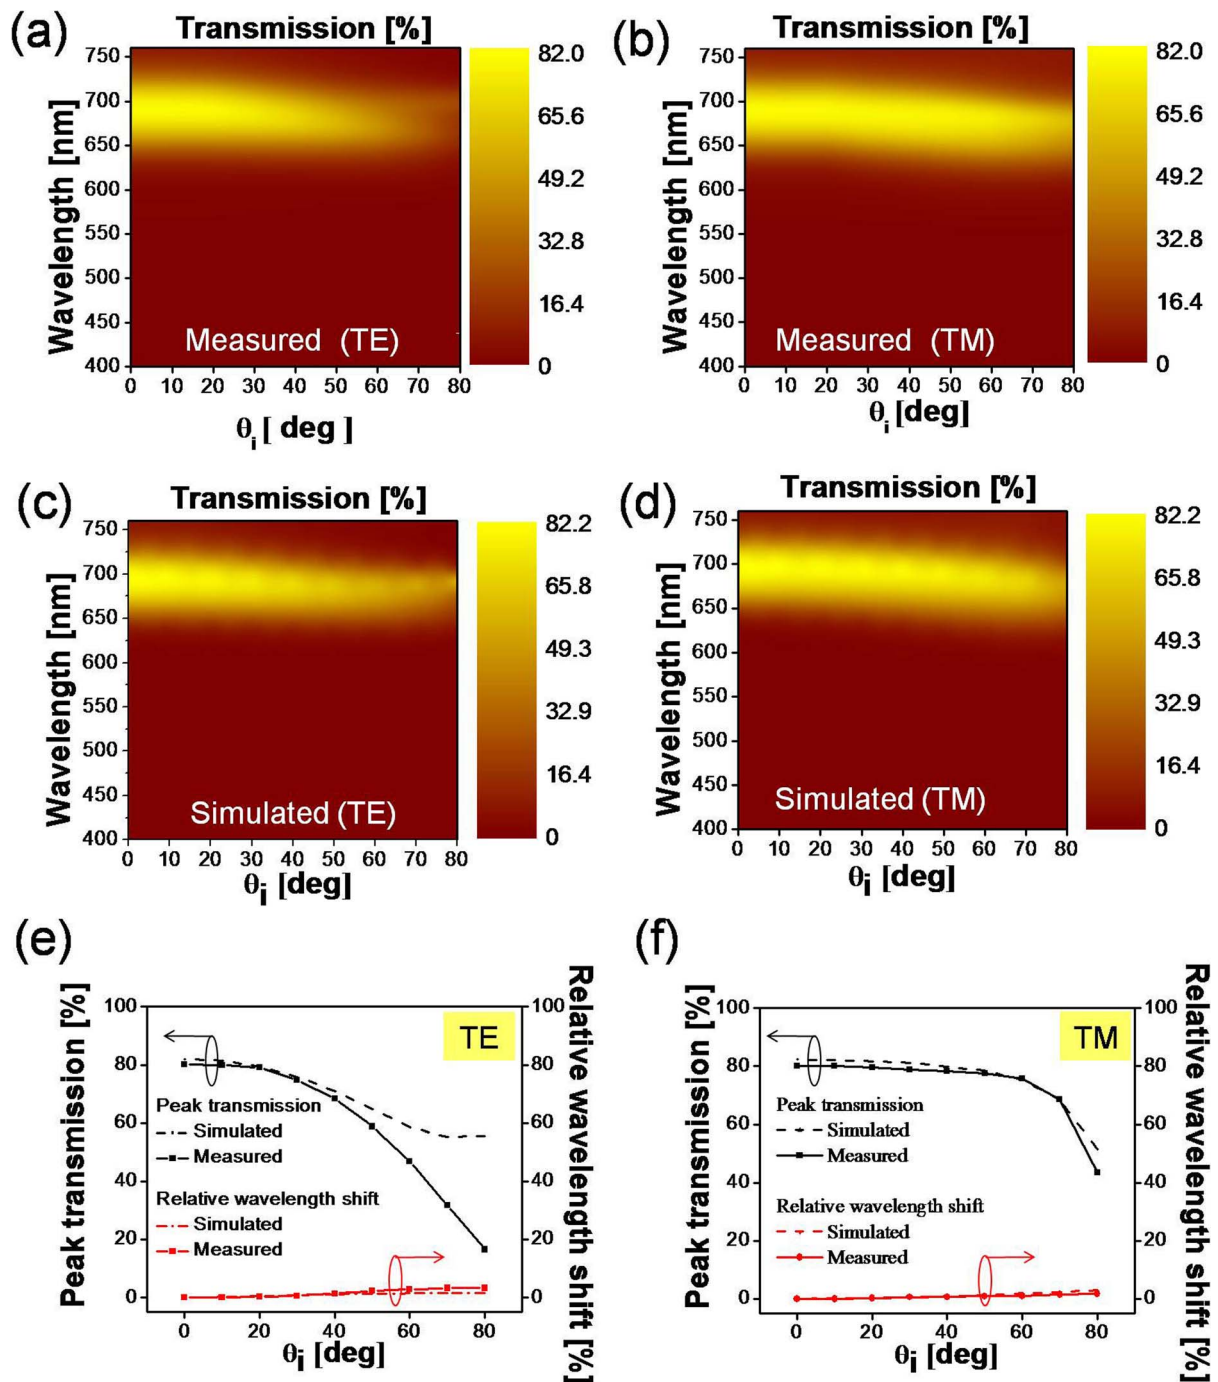 (a)
Transmission [%]
Wavelength [nm]
750
700
650
600
550
500
450
400
Measured (TE)
0 10 20 30 40 50 60 70 80
θi [ deg ]
82.0
65.6
49.2
32.8
16.4
0
(b)
Transmission [%]
Wavelength [nm]
750
700
650
600
550
500
450
400
Measured (TM)
0 10 20 30 40 50 60 70 80
θi [deg]
82.0
65.6
49.2
32.8
16.4
0
(c)
Transmission [%]
Wavelength [nm]
750
700
650
600
550
500
450
400
Simulated (TE)
0 10 20 30 40 50 60 70 80
θi [deg]
82.2
65.8
49.3
32.9
16.4
0
(d)
Transmission [%]
Wavelength [nm]
750
700
650
600
550
500
450
400
Simulated (TM)
0 10 20 30 40 50 60 70 80
θi [deg]
82.2
65.8
49.3
32.9
16.4
0
(e)
Peak transmission [%]
100
80
60
40
20
0
TE
Peak transmission
Simulated
Measured
Relative wavelength shift
Simulated
Measured
0 20 40 60 80
θi [deg]
100
80
60
40
20
0
Relative wavelength shift [%]
(f)
Peak transmission [%]
100
80
60
40
20
0
TM
Peak transmission
Simulated
Measured
Relative wavelength shift
Simulated
Measured
0 20 40 60 80
θi [deg]
100
80
60
40
20
0
Relative wavelength shift [%]